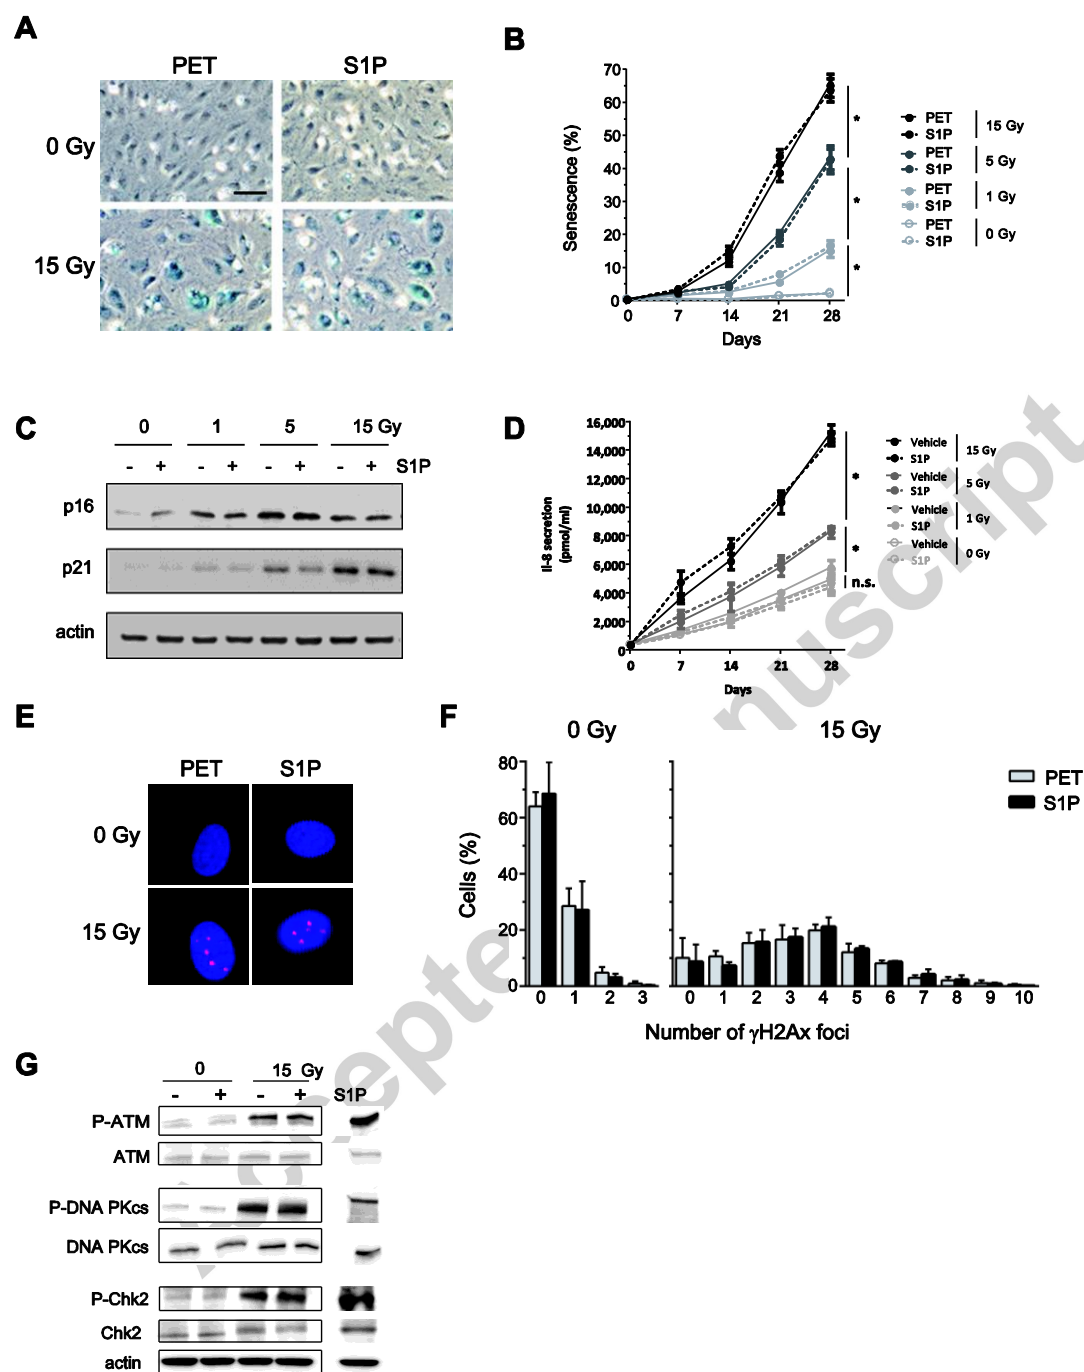 A
PET S1P
0 Gy
15 Gy
B
Senescence (%)
70
60
50
40
30
20
10
0
0 7 14 21 28
Days
PET
S1P
15 Gy
PET
S1P
5 Gy
PET
S1P
1 Gy
PET
S1P
0 Gy
*
*
*
C
0 1 5 15 Gy
- + - + - + - + S1P
p16
p21
actin
D
Il-8 secretion
(pmol/ml)
16,000
14,000
12,000
10,000
8,000
6,000
4,000
2,000
0
0 7 14 21 28
Days
Vehicle
S1P
15 Gy
Vehicle
S1P
5 Gy
Vehicle
S1P
1 Gy
Vehicle
S1P
0 Gy
*
*
n.s.
E
PET S1P
0 Gy
15 Gy
F
0 Gy 15 Gy
Cells (%)
80
60
40
20
0
0 1 2 3 0 1 2 3 4 5 6 7 8 9 10
Number of γH2Ax foci
PET
S1P
G
0 15 Gy
- + - + S1P
P-ATM
ATM
P-DNA PKcs
DNA PKcs
P-Chk2
Chk2
actin